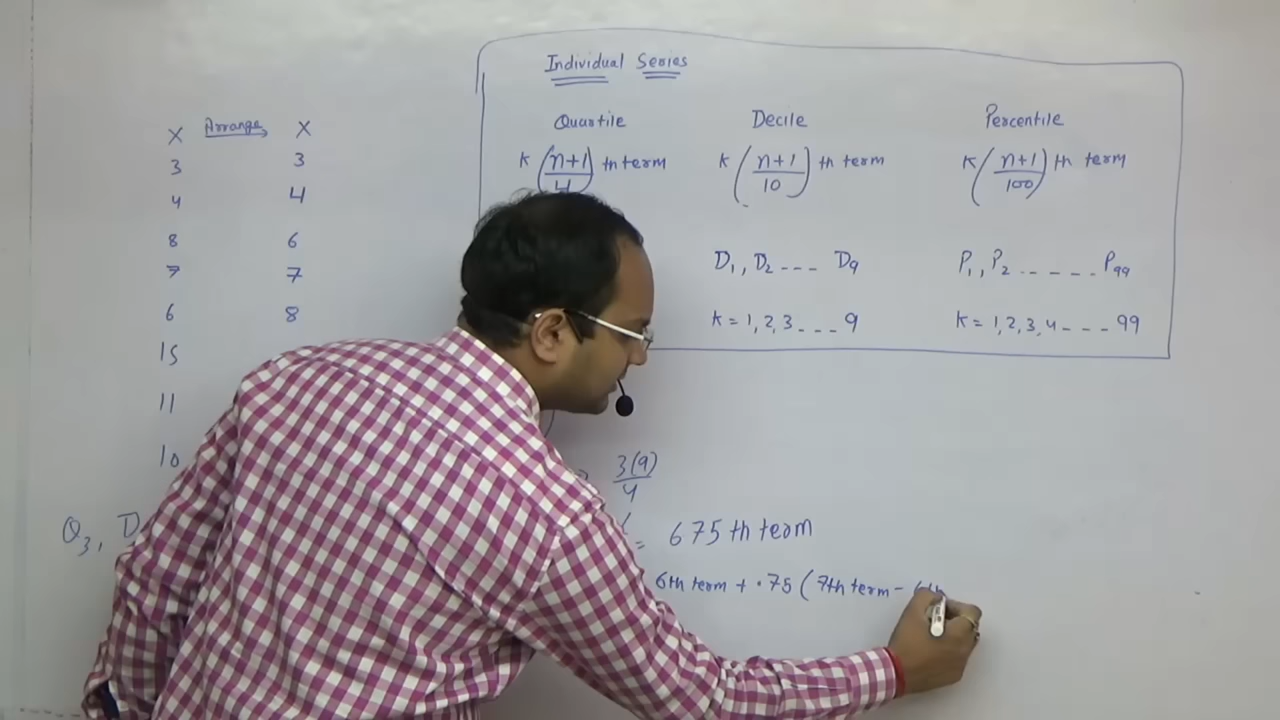 Individual Series
X Arrange X
Quartile Decile Percentile
K (n+1/4) th term K (n+1/10) th term K (n+1/100) th term
3 3
4 4
8 6
7 7
6 8
15
11
10
D1, D2 --- D9 P1, P2 ----- P99
K = 1, 2, 3 --- 9 K = 1, 2, 3, 4 --- 99
3(9)/4
Q3, D
= 675 th term
6th term + .75 (7th term - 6th